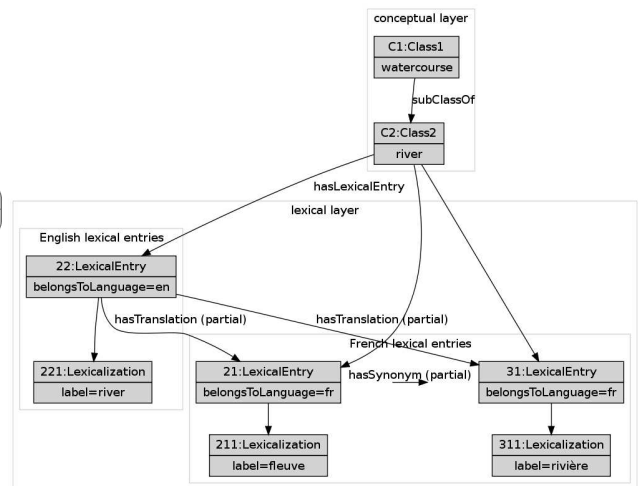 conceptual layer
C1:Class1
watercourse
subClassOf
C2:Class2
river
hasLexicalEntry
lexical layer
English lexical entries
22:LexicalEntry
belongsToLanguage=en
hasTranslation (partial)
hasTranslation (partial)
French lexical entries
221:Lexicalization
label=river
21:LexicalEntry
belongsToLanguage=fr
hasSynonym (partial)
31:LexicalEntry
belongsToLanguage=fr
211:Lexicalization
label=fleuve
311:Lexicalization
label=rivière